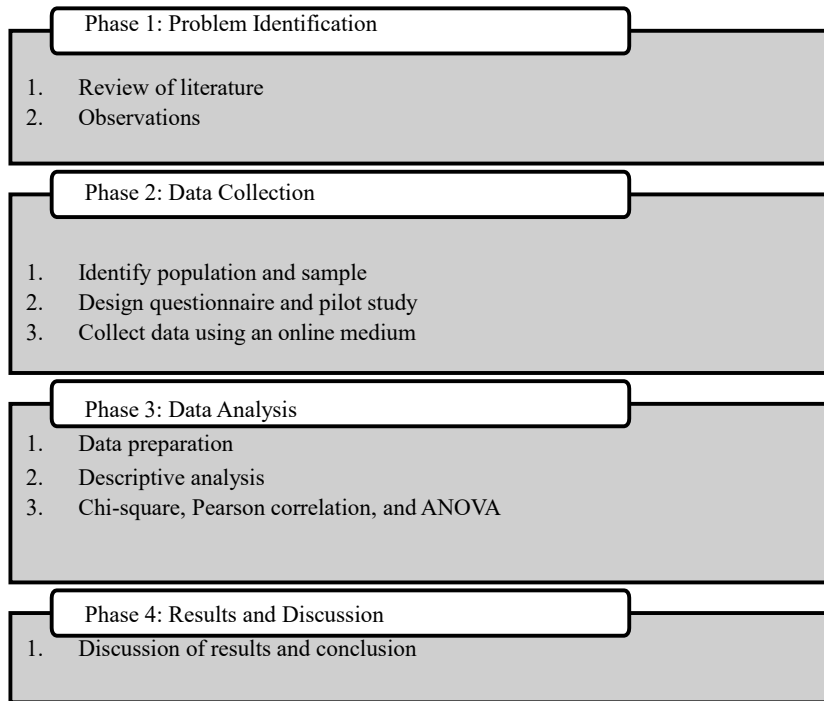 Phase 1: Problem Identification
1. Review of literature
2. Observations
Phase 2: Data Collection
1. Identify population and sample
2. Design questionnaire and pilot study
3. Collect data using an online medium
Phase 3: Data Analysis
1. Data preparation
2. Descriptive analysis
3. Chi-square, Pearson correlation, and ANOVA
Phase 4: Results and Discussion
1. Discussion of results and conclusion